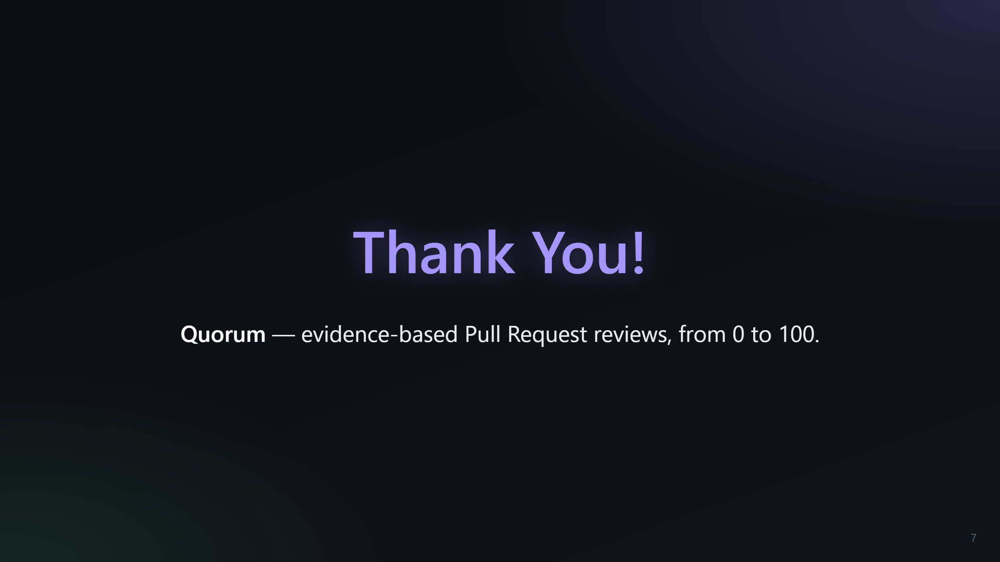 Thank You!
Quorum — evidence-based Pull Request reviews, from 0 to 100.
7